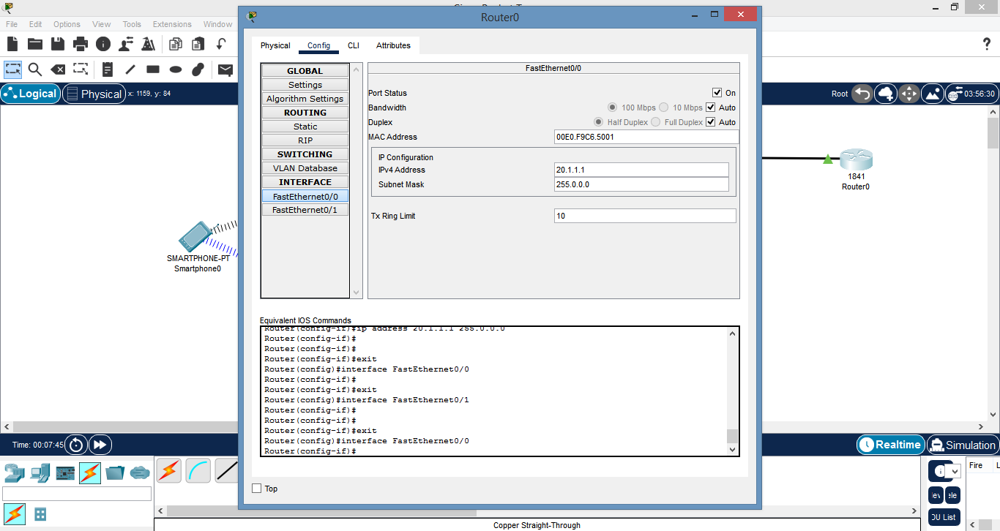 Router0
File Edit Options View Tools Extensions Window
Physical Config CLI Attributes
GLOBAL
Settings
Algorithm Settings
ROUTING
Static
RIP
SWITCHING
VLAN Database
INTERFACE
FastEthernet0/0
FastEthernet0/1
FastEthernet0/0
Port Status On
Bandwidth 100 Mbps 10 Mbps Auto
Duplex Half Duplex Full Duplex Auto
MAC Address 00E0.F9C6.5001
IP Configuration
IPv4 Address 20.1.1.1
Subnet Mask 255.0.0.0
Tx Ring Limit 10
Equivalent IOS Commands
Router(config-if)#ip address 20.1.1.1 255.0.0.0
Router(config-if)#
Router(config-if)#
Router(config-if)#exit
Router(config)#interface FastEthernet0/0
Router(config-if)#
Router(config-if)#exit
Router(config)#interface FastEthernet0/1
Router(config-if)#
Router(config-if)#
Router(config-if)#exit
Router(config)#interface FastEthernet0/0
Router(config-if)#
Top
Logical Physical x: 1159, y: 84
Root 03:56:30
SMARTPHONE-PT
Smartphone0
1841
Router0
Time: 00:07:45
Realtime Simulation
Fire
DU List
Copper Straight-Through